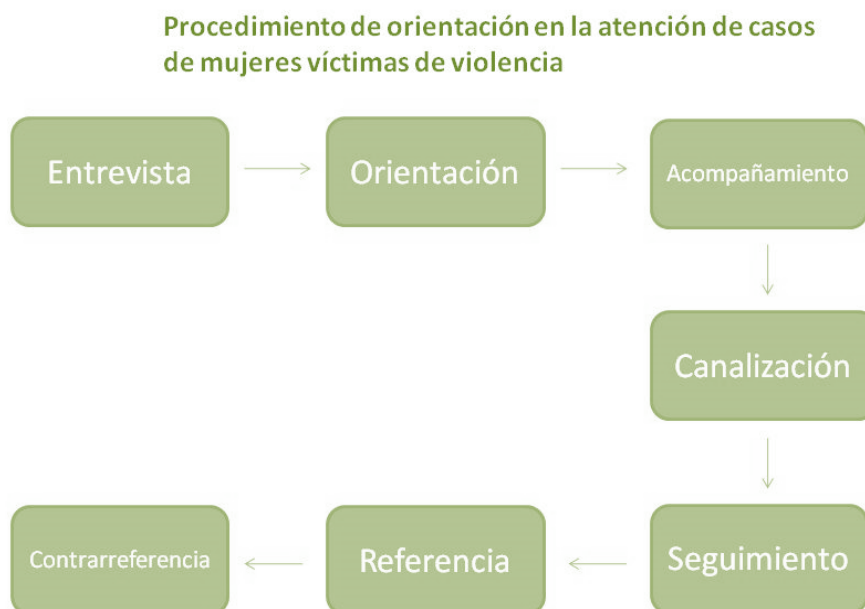 Procedimiento de orientación en la atención de casos
de mujeres víctimas de violencia
Entrevista
Orientación
Acompañamiento
Canalización
Seguimiento
Referencia
Contrarreferencia